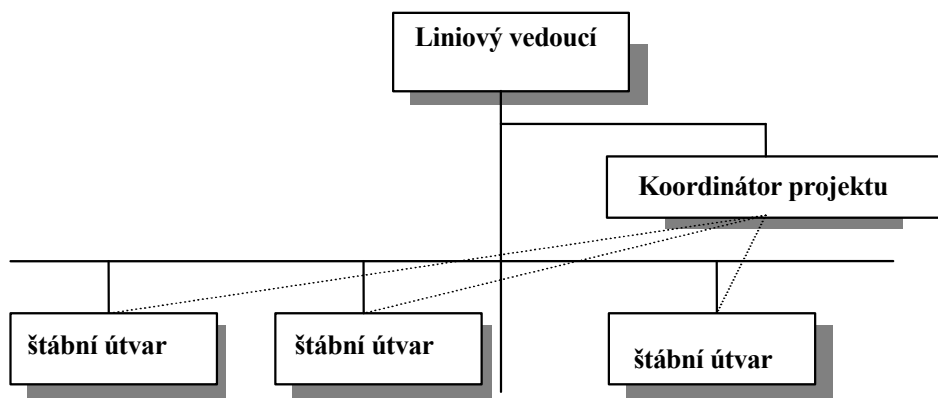 Liniový vedoucí
Koordinátor projektu
štábní útvar
štábní útvar
štábní útvar